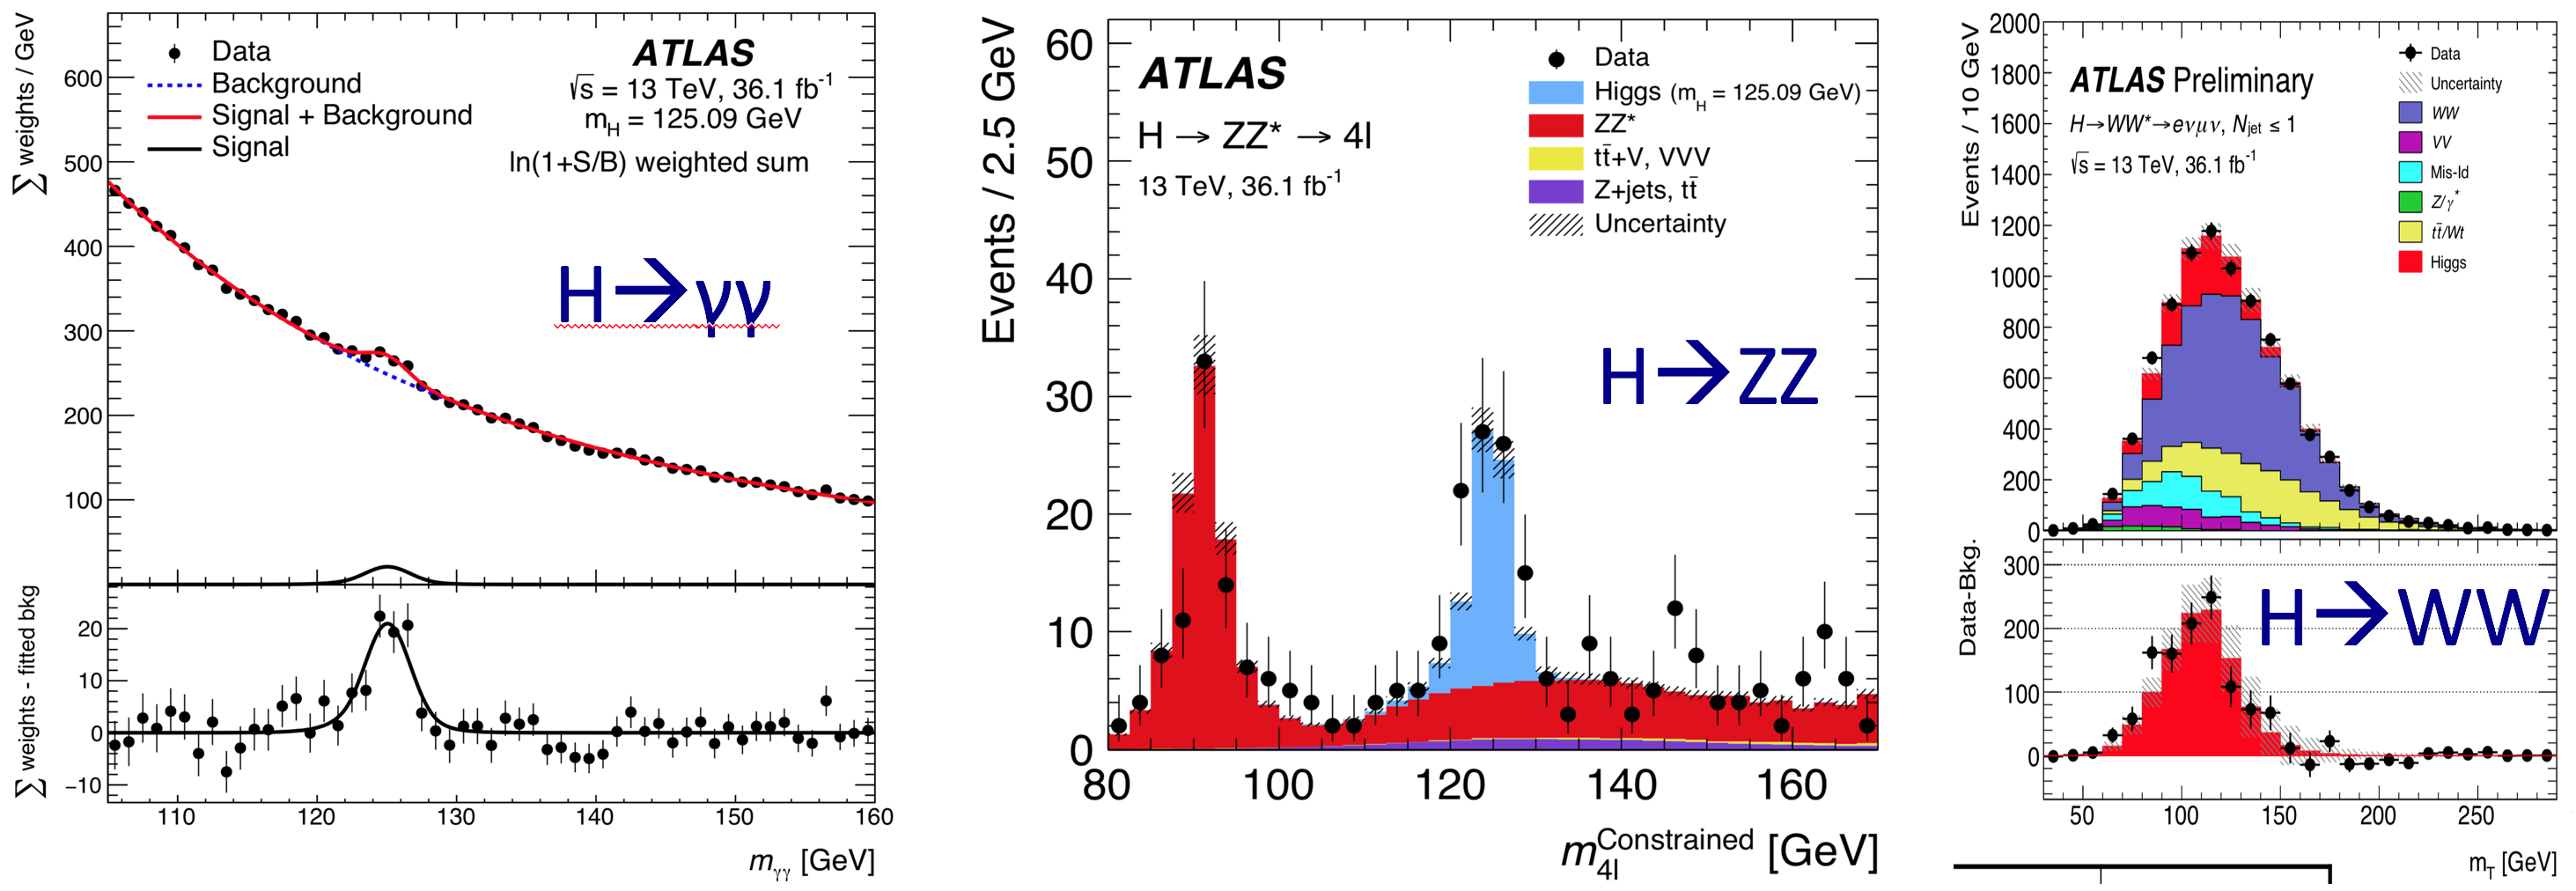 ∑ weights / GeV
600
500
400
300
200
100
Data
Background
Signal + Background
Signal
ATLAS
√s = 13 TeV, 36.1 fb⁻¹
m_H = 125.09 GeV
ln(1+S/B) weighted sum
H→γγ
∑ weights - fitted bkg
20
10
0
−10
110 120 130 140 150 160
m_γγ [GeV]
Events / 2.5 GeV
60
50
40
30
20
10
0
ATLAS
H → ZZ* → 4l
13 TeV, 36.1 fb⁻¹
Data
Higgs (m_H = 125.09 GeV)
ZZ*
tt̄+V, VVV
Z+jets, tt̄
Uncertainty
H→ZZ
80 100 120 140 160
m_4l^Constrained [GeV]
Events / 10 GeV
2000
1800
1600
1400
1200
1000
800
600
400
200
0
ATLAS Preliminary
H→WW*→eνμν, N_jet ≤ 1
√s = 13 TeV, 36.1 fb⁻¹
Data
Uncertainty
WW
VV
Mis-Id
Z/γ*
tt̄/Wt
Higgs
Data-Bkg.
300
200
100
0
H→WW
50 100 150 200 250
m_T [GeV]